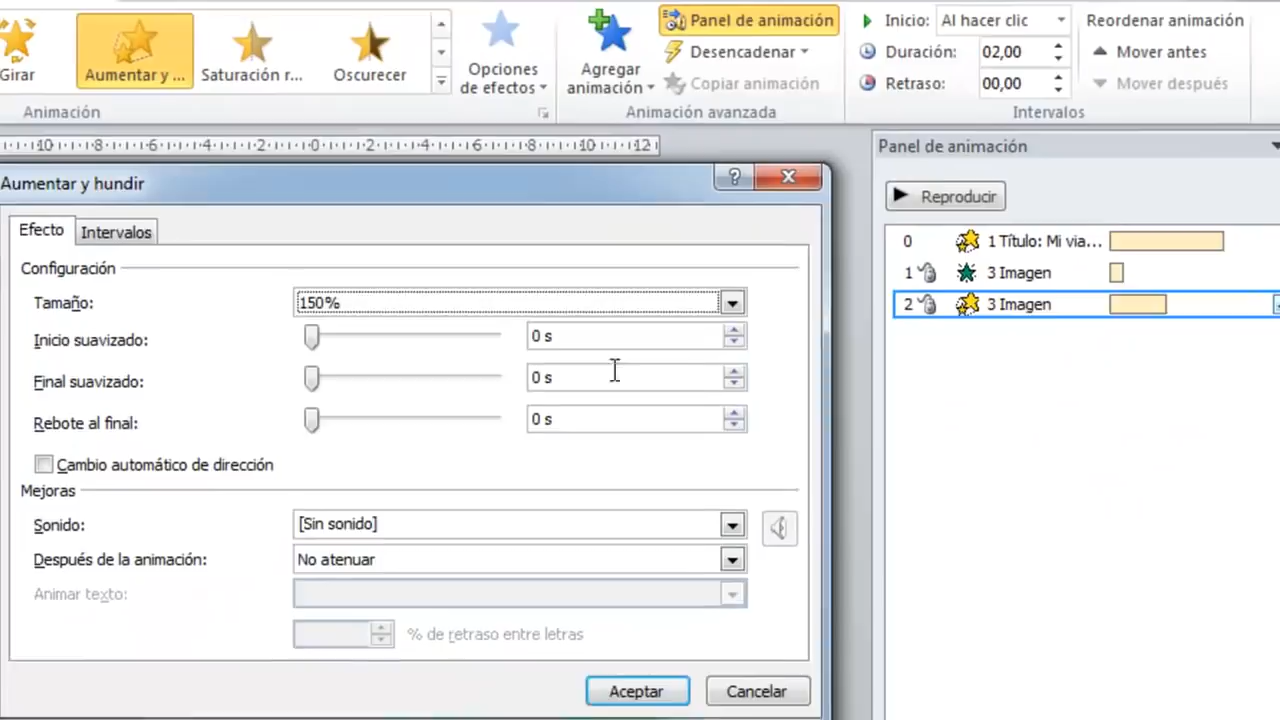 Girar
Aumentar y ...
Saturación r...
Oscurecer
Opciones
de efectos
Agregar
animación
Panel de animación
Desencadenar
Copiar animación
Inicio: Al hacer clic
Duración: 02,00
Retraso: 00,00
Reordenar animación
Mover antes
Mover después
Animación
Animación avanzada
Intervalos
10 8 6 4 2 0 2 4 6 8 10 12
Aumentar y hundir
?
Efecto
Intervalos
Configuración
Tamaño: 150%
Inicio suavizado: 0 s
Final suavizado: 0 s
Rebote al final: 0 s
Cambio automático de dirección
Mejoras
Sonido: [Sin sonido]
Después de la animación: No atenuar
Animar texto:
% de retraso entre letras
Aceptar
Cancelar
Panel de animación
Reproducir
0 1 Título: Mi via...
1 3 Imagen
2 3 Imagen